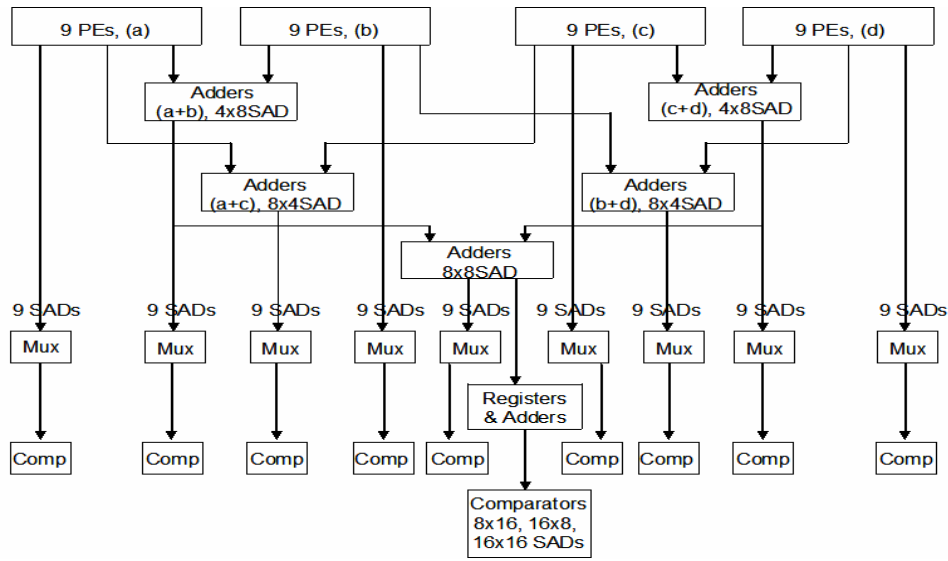 9 PEs, (a)
9 PEs, (b)
9 PEs, (c)
9 PEs, (d)
Adders
(a+b), 4x8SAD
Adders
(c+d), 4x8SAD
Adders
(a+c), 8x4SAD
Adders
(b+d), 8x4SAD
Adders
8x8SAD
9 SADs
9 SADs
9 SADs
9 SADs
9 SADs
9 SADs
9 SADs
9 SADs
9 SADs
Mux
Mux
Mux
Mux
Mux
Mux
Mux
Mux
Mux
Registers
& Adders
Comp
Comp
Comp
Comp
Comp
Comp
Comp
Comp
Comp
Comparators
8x16, 16x8,
16x16 SADs